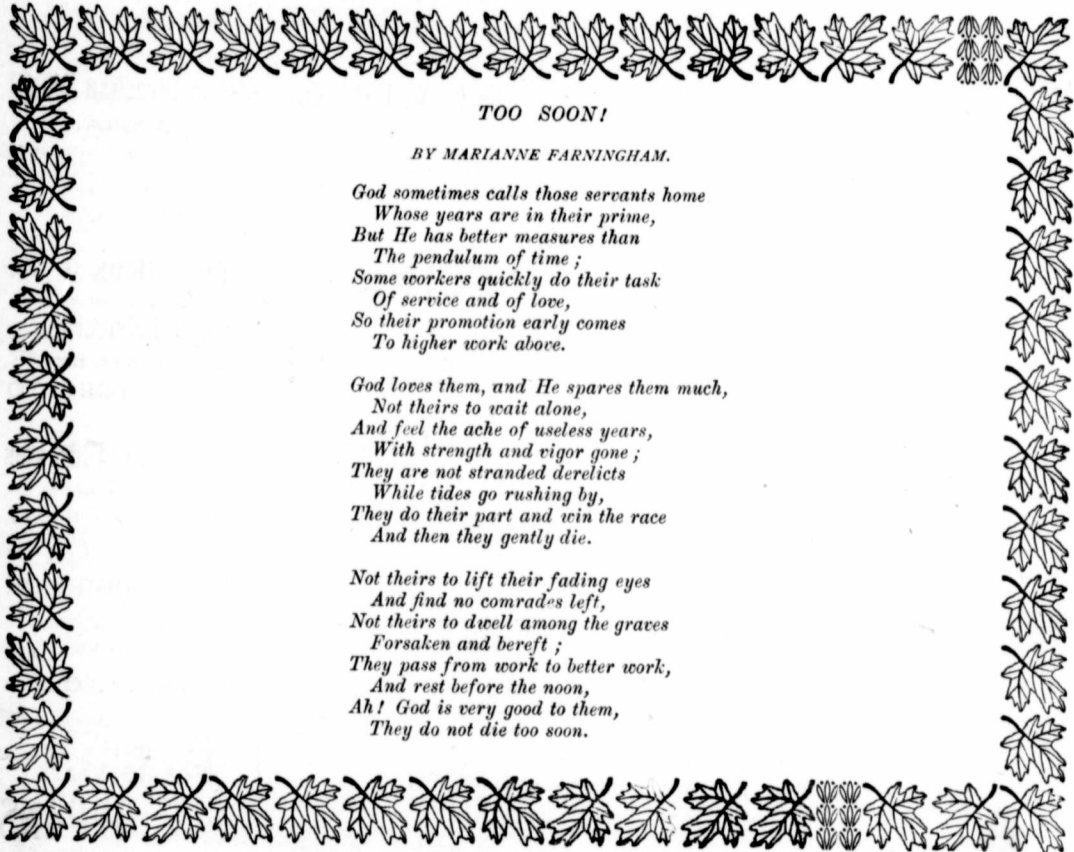 TOO SOON!
BY MARIANNE FARNINGHAM.
God sometimes calls those servants home
Whose years are in their prime,
But He has better measures than
The pendulum of time ;
Some workers quickly do their task
Of service and of love,
So their promotion early comes
To higher work above.
God loves them, and He spares them much,
Not theirs to wait alone,
And feel the ache of useless years,
With strength and vigor gone ;
They are not stranded derelicts
While tides go rushing by,
They do their part and win the race
And then they gently die.
Not theirs to lift their fading eyes
And find no comrades left,
Not theirs to dwell among the graves
Forsaken and bereft ;
They pass from work to better work,
And rest before the noon,
Ah! God is very good to them,
They do not die too soon.